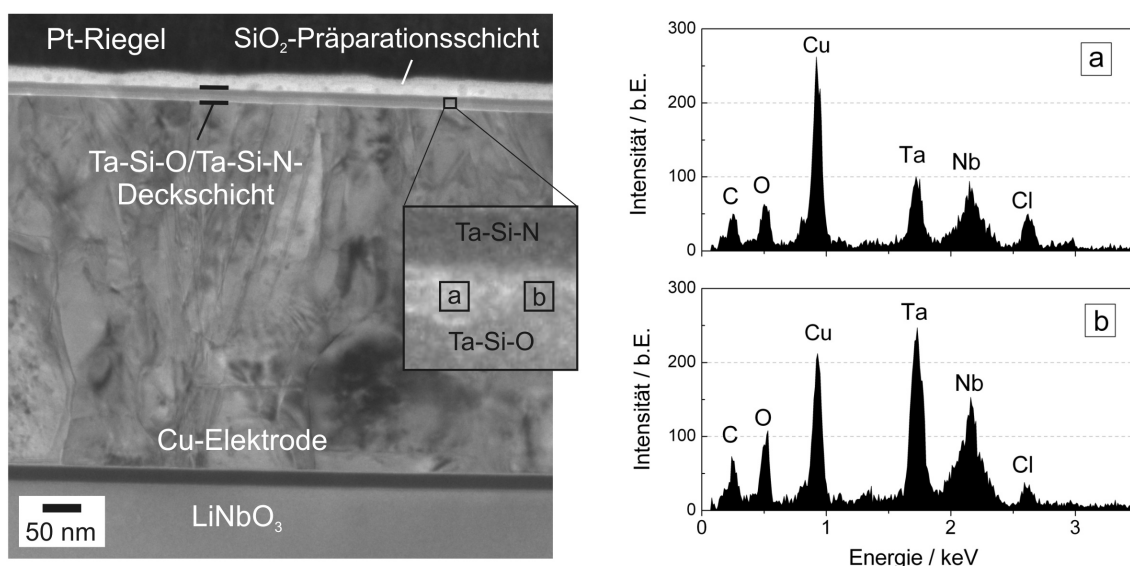 Pt-Riegel
SiO₂-Präparationsschicht
Ta-Si-O/Ta-Si-N-
Deckschicht
Ta-Si-N
a
b
Ta-Si-O
Cu-Elektrode
LiNbO₃
50 nm
300
200
100
0
Intensität / b.E.
C
O
Cu
Ta
Nb
Cl
a
300
200
100
0
Intensität / b.E.
C
O
Cu
Ta
Nb
Cl
b
0
1
2
3
Energie / keV